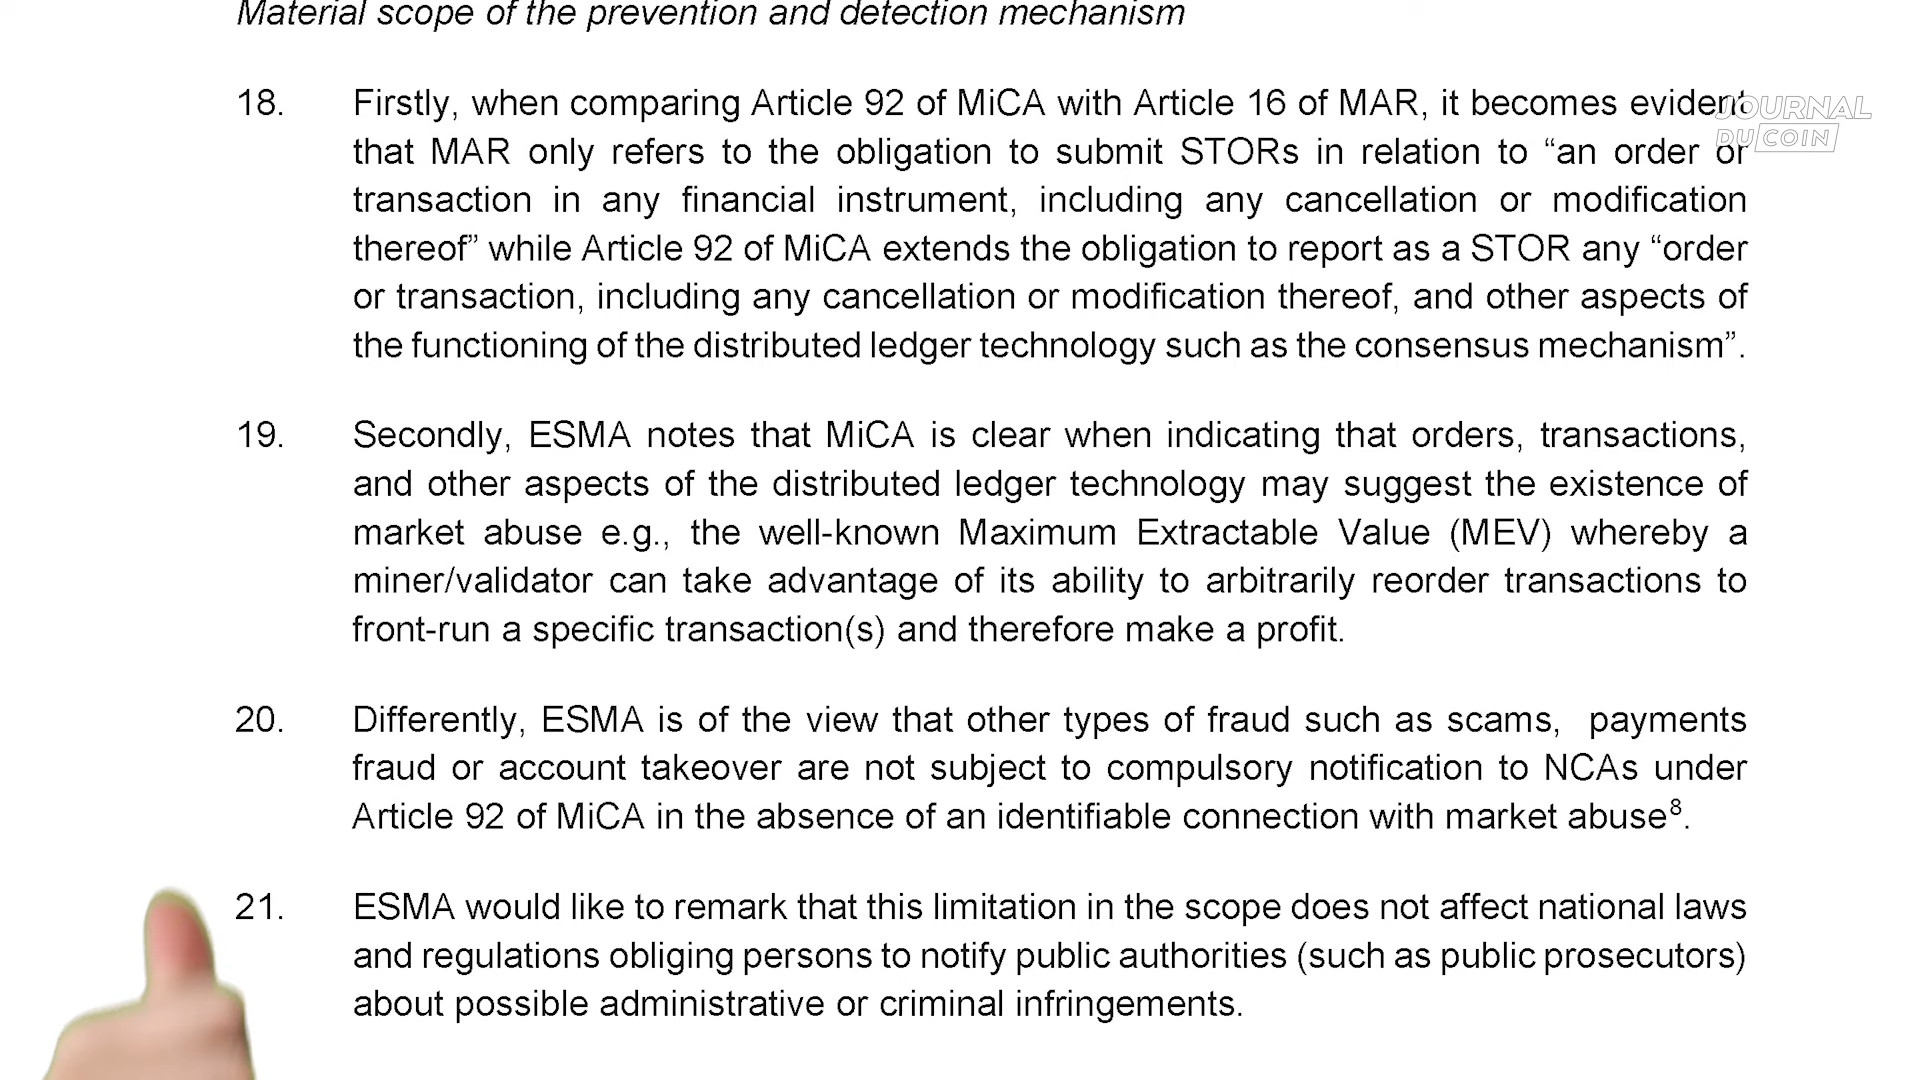 Material scope of the prevention and detection mechanism
18. Firstly, when comparing Article 92 of MiCA with Article 16 of MAR, it becomes evident
that MAR only refers to the obligation to submit STORs in relation to “an order or
transaction in any financial instrument, including any cancellation or modification
thereof” while Article 92 of MiCA extends the obligation to report as a STOR any “order
or transaction, including any cancellation or modification thereof, and other aspects of
the functioning of the distributed ledger technology such as the consensus mechanism”.
19. Secondly, ESMA notes that MiCA is clear when indicating that orders, transactions,
and other aspects of the distributed ledger technology may suggest the existence of
market abuse e.g., the well-known Maximum Extractable Value (MEV) whereby a
miner/validator can take advantage of its ability to arbitrarily reorder transactions to
front-run a specific transaction(s) and therefore make a profit.
20. Differently, ESMA is of the view that other types of fraud such as scams, payments
fraud or account takeover are not subject to compulsory notification to NCAs under
Article 92 of MiCA in the absence of an identifiable connection with market abuse⁸.
21. ESMA would like to remark that this limitation in the scope does not affect national laws
and regulations obliging persons to notify public authorities (such as public prosecutors)
about possible administrative or criminal infringements.
JOURNAL
DU COIN